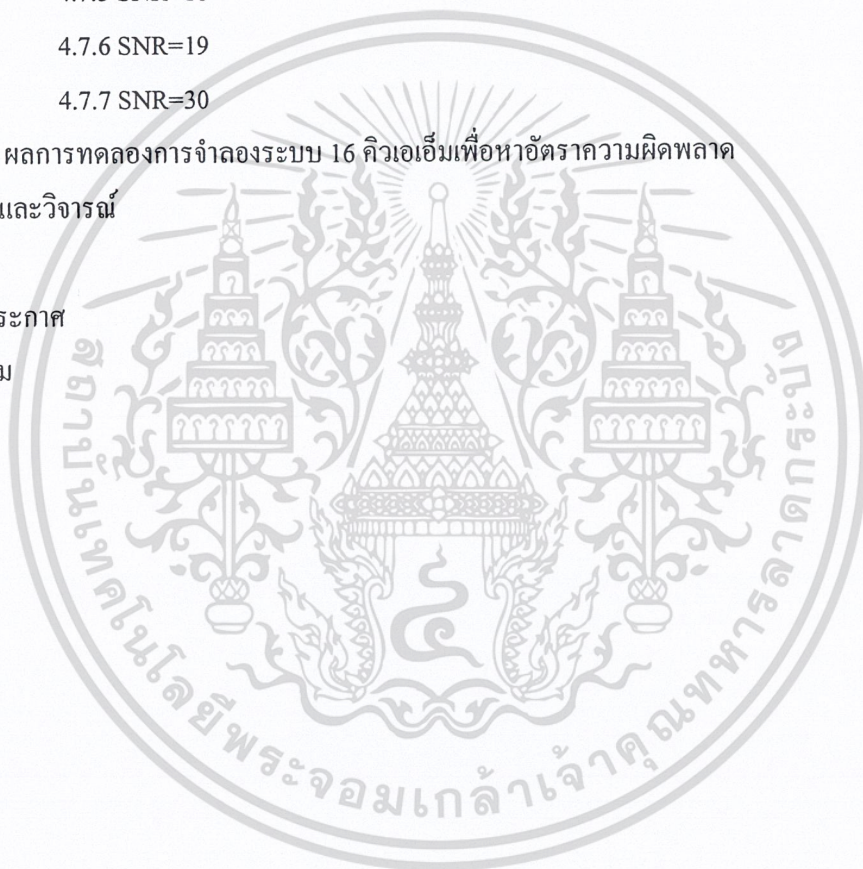 4.7.6 SNR=19
4.7.7 SNR=30
ผลการทดลองการจำลองระบบ 16 คิวเอเอ็มเพื่อหาอัตราความผิดพลาด
และวิจารณ์
ระกาศ
ม
สถาบันเทคโนโลยีพระจอมเกล้าเจ้าคุณทหารลาดกระบัง